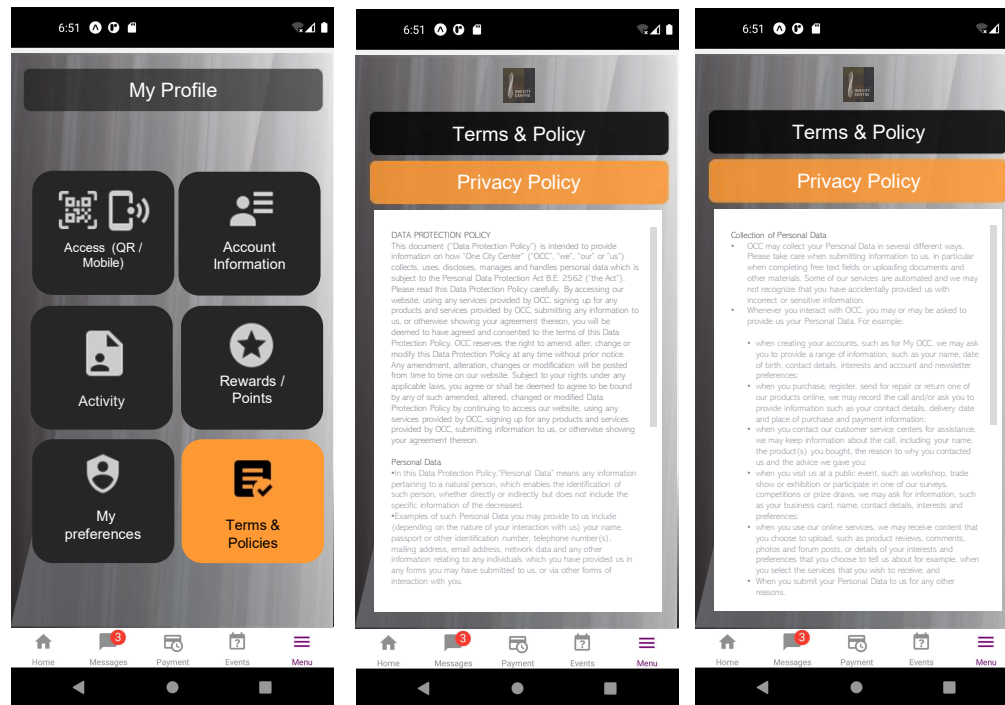 6:51
My Profile
Access (QR /
Mobile)
Account
Information
Activity
Rewards /
Points
My
preferences
Terms &
Policies
Home
3
Messages
Payment
?
Events
Menu
6:51
ONE CITY
CENTRE
Terms & Policy
Privacy Policy
DATA PROTECTION POLICY
This document ("Data Protection Policy") is intended to provide
information on how "One City Center" ("OCC", "we", "our" or "us")
collects, uses, discloses, manages and handles personal data which is
subject to the Personal Data Protection Act B.E. 2562 ("the Act").
Please read this Data Protection Policy carefully. By accessing our
website, using any services provided by OCC, signing up for any
products and services provided by OCC, submitting any information to
us, or otherwise showing your agreement thereon, you will be
deemed to have agreed and consented to the terms of this Data
Protection Policy. OCC reserves the right to amend, alter, change or
modify this Data Protection Policy at any time without prior notice.
Any amendment, alteration, changes or modification will be posted
from time to time on our website. Subject to your rights under any
applicable laws, you agree or shall be deemed to agree to be bound
by any of such amended, altered, changed or modified Data
Protection Policy by continuing to access our website, using any
services provided by OCC, signing up for any products and services
provided by OCC, submitting information to us, or otherwise showing
your agreement thereon.
Personal Data
•In this Data Protection Policy,"Personal Data" means any information
pertaining to a natural person, which enables the identification of
such person, whether directly or indirectly but does not include the
specific information of the decreased.
•Examples of such Personal Data you may provide to us include
(depending on the nature of your interaction with us) your name,
passport or other identification number, telephone number(s),
mailing address, email address, network data and any other
information relating to any individuals which you have provided us in
any forms you may have submitted to us, or via other forms of
interaction with you.
Home
3
Messages
Payment
?
Events
Menu
6:51
ONE CITY
CENTRE
Terms & Policy
Privacy Policy
Collection of Personal Data
• OCC may collect your Personal Data in several different ways.
Please take care when submitting information to us, in particular
when completing free text fields or uploading documents and
other materials. Some of our services are automated and we may
not recognize that you have accidentally provided us with
incorrect or sensitive information.
• Whenever you interact with OCC, you may or may be asked to
provide us your Personal Data. For example:
• when creating your accounts, such as for My OCC, we may ask
you to provide a range of information, such as your name, date
of birth, contact details, interests and account and newsletter
preferences;
• when you purchase, register, send for repair or return one of
our products online, we may record the call and/or ask you to
provide information such as your contact details, delivery date
and place of purchase and payment information;
• when you contact our customer service centers for assistance,
we may keep information about the call, including your name,
the product(s) you bought, the reason to why you contacted
us and the advice we gave you;
• when you visit us at a public event, such as workshop, trade
show or exhibition or participate in one of our surveys,
competitions or prize draws, we may ask for information, such
as your business card, name, contact details, interests and
preferences;
• when you use our online services, we may receive content that
you choose to upload, such as product reviews, comments,
photos and forum posts, or details of your interests and
preferences that you choose to tell us about for example, when
you select the services that you wish to receive; and
• When you submit your Personal Data to us for any other
reasons.
Home
3
Messages
Payment
?
Events
Menu